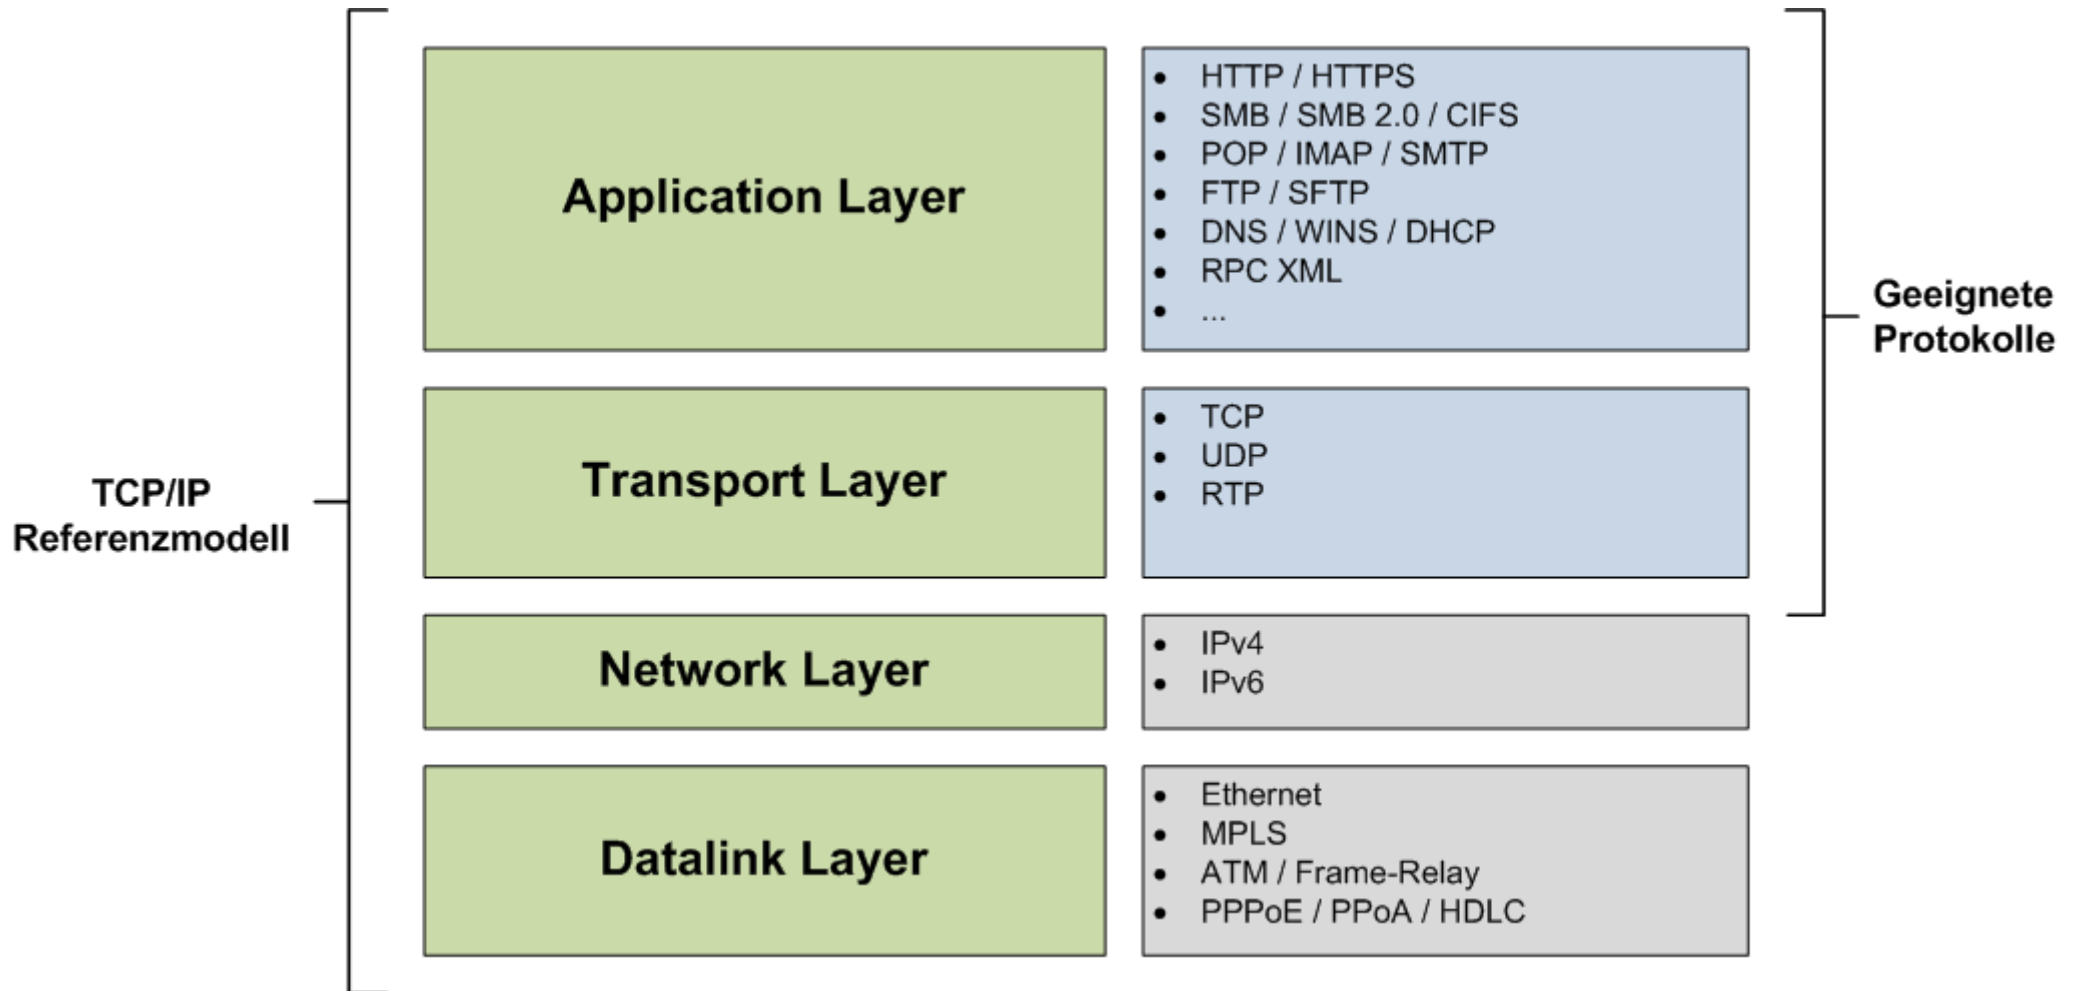 TCP/IP
Referenzmodell
Application Layer
• HTTP / HTTPS
• SMB / SMB 2.0 / CIFS
• POP / IMAP / SMTP
• FTP / SFTP
• DNS / WINS / DHCP
• RPC XML
• ...
Transport Layer
• TCP
• UDP
• RTP
Network Layer
• IPv4
• IPv6
Datalink Layer
• Ethernet
• MPLS
• ATM / Frame-Relay
• PPPoE / PPoA / HDLC
Geeignete
Protokolle